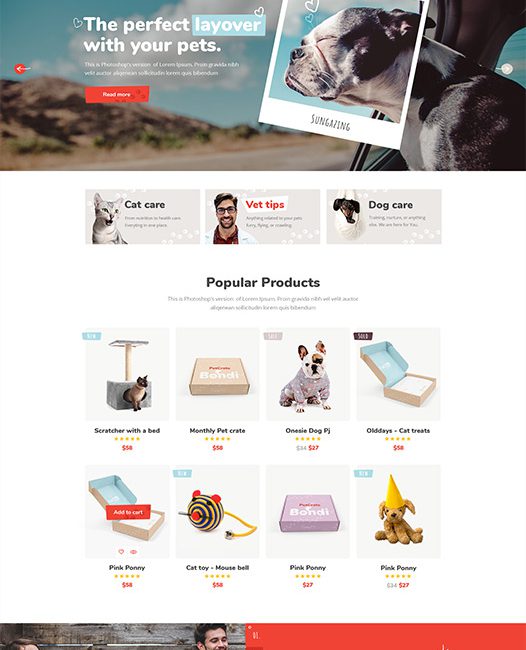 The perfect layover
with your pets.
This is Photoshop's version of Lorem Ipsum. Proin gravida nibh
velit auctor aliqenean sollicitudin lorem quis bibendum
Read more
SUNGAZING
Cat care
From nutrition to health care.
Everything in one place.
Vet tips
Anything related to your pets
furry, flying, or crawling.
Dog care
Training, nurture, or anything
else. We are here for You.
Popular Products
This is Photoshop's version of Lorem Ipsum. Proin gravida nibh velit auctor
aliqenean sollicitudin lorem quis bibendum
NEW
PetCrate
Bondi
SALE
SOLD
Scratcher with a bed
Monthly Pet crate
Onesie Dog Pj
Olddays - Cat treats
$58
$58
$34 $27
$58
Add to cart
NEW
PetCrate
Bondi
NEW
Pink Ponny
Cat toy - Mouse bell
Pink Ponny
Pink Ponny
$58
$58
$27
$34 $27
01.